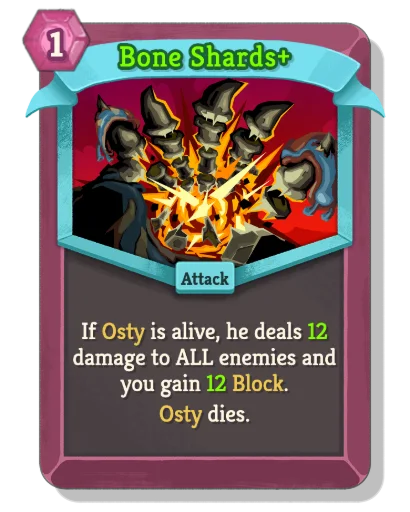 1
Bone Shards+
Attack
If Osty is alive, he deals 12
damage to ALL enemies and
you gain 12 Block.
Osty dies.